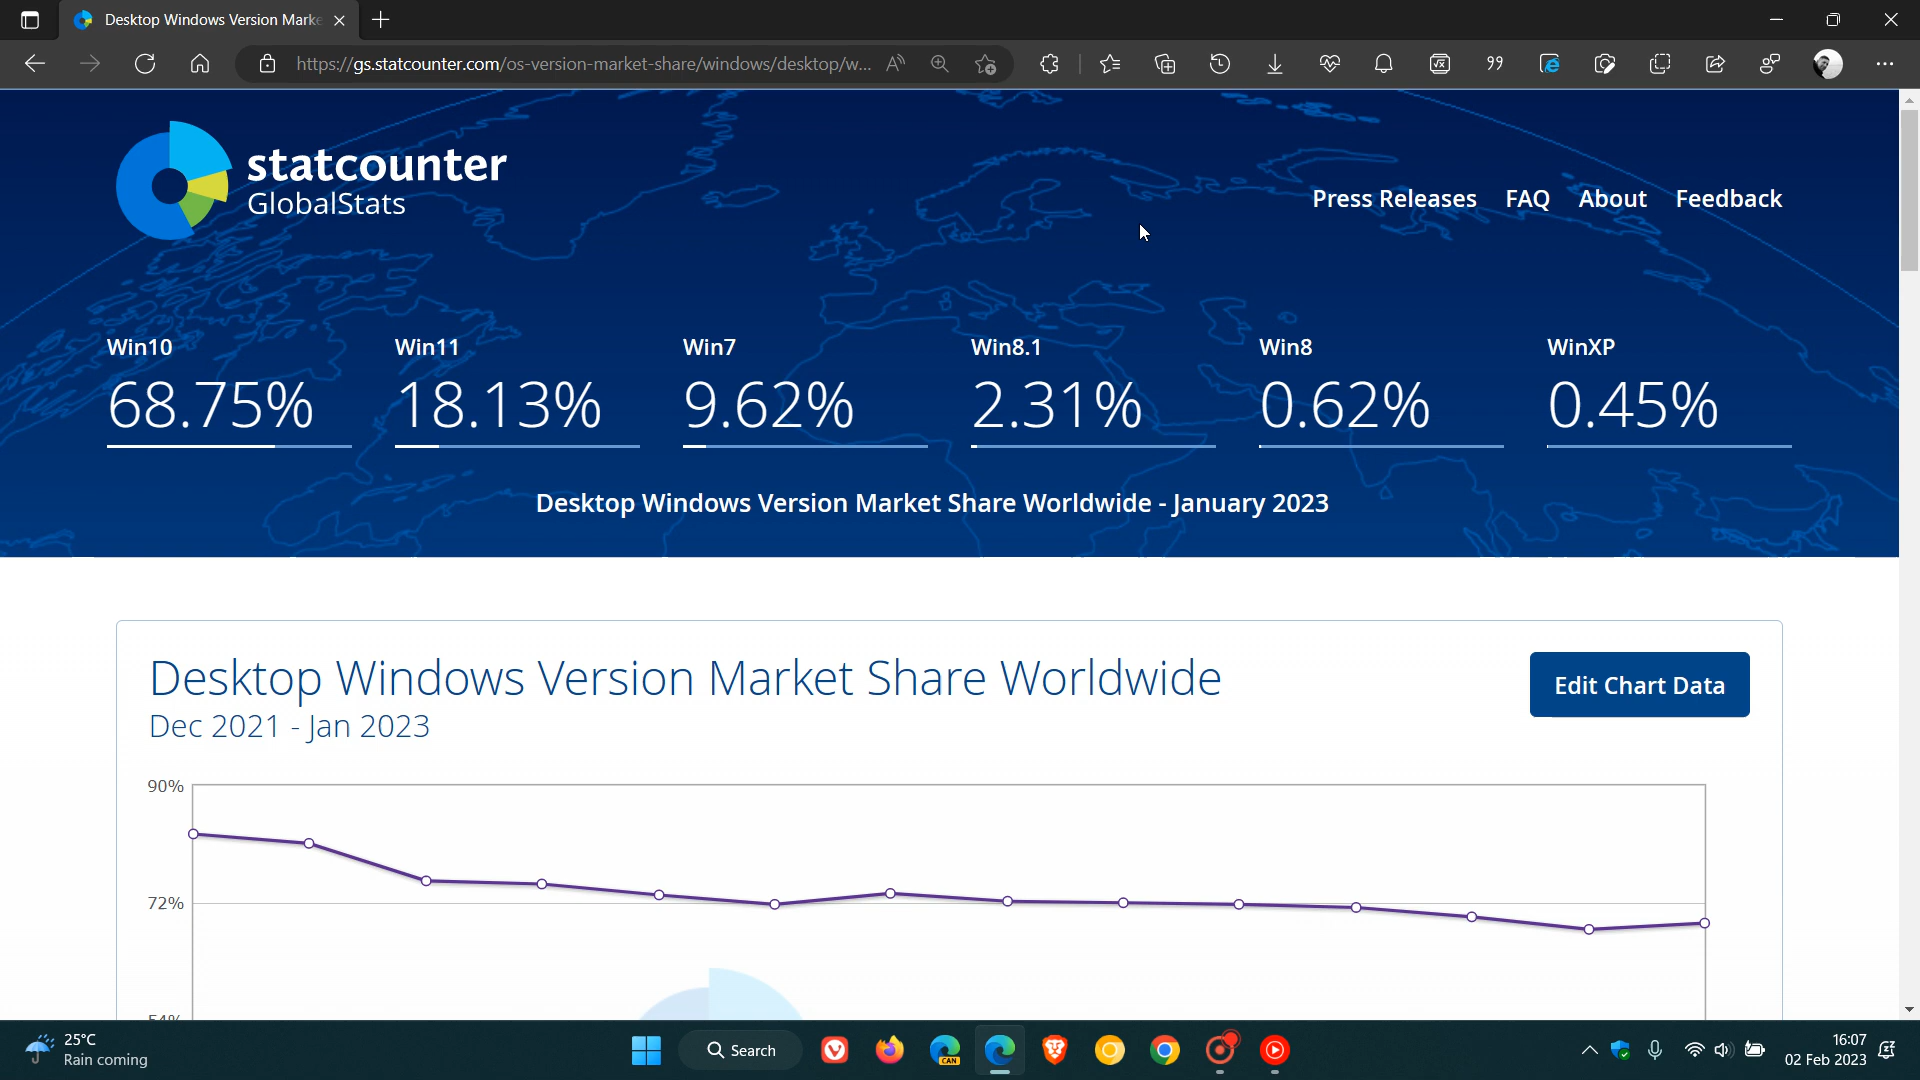 Desktop Windows Version Marke
https://gs.statcounter.com/os-version-market-share/windows/desktop/w...
statcounter
GlobalStats
Press Releases FAQ About Feedback
Win10 Win11 Win7 Win8.1 Win8 WinXP
68.75% 18.13% 9.62% 2.31% 0.62% 0.45%
Desktop Windows Version Market Share Worldwide - January 2023
Desktop Windows Version Market Share Worldwide
Edit Chart Data
Dec 2021 - Jan 2023
90%
72%
54%
25°C
Rain coming
Search
CAN
16:07
02 Feb 2023